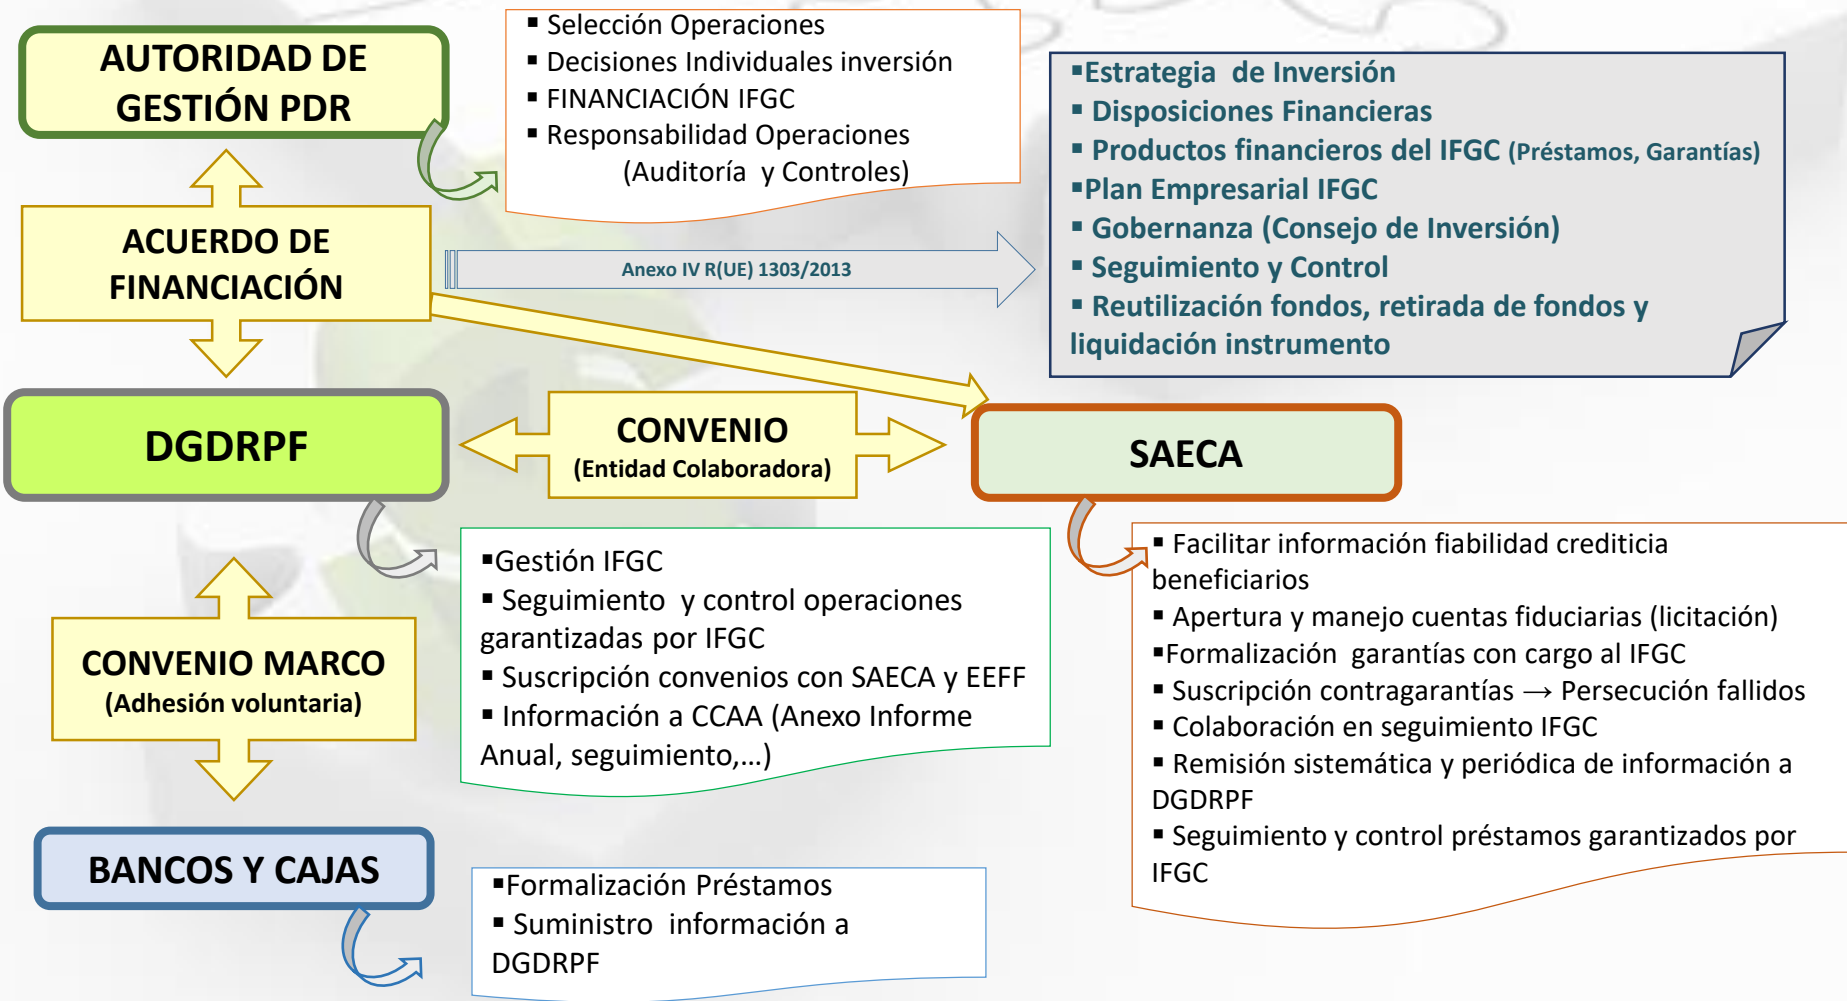 AUTORIDAD DE
GESTIÓN PDR
▪ Selección Operaciones
▪ Decisiones Individuales inversión
▪ FINANCIACIÓN IFGC
▪ Responsabilidad Operaciones
(Auditoría y Controles)
▪Estrategia de Inversión
▪ Disposiciones Financieras
▪ Productos financieros del IFGC (Préstamos, Garantías)
▪Plan Empresarial IFGC
▪ Gobernanza (Consejo de Inversión)
▪ Seguimiento y Control
▪ Reutilización fondos, retirada de fondos y
liquidación instrumento
ACUERDO DE
FINANCIACIÓN
Anexo IV R(UE) 1303/2013
DGDRPF
CONVENIO
(Entidad Colaboradora)
SAECA
▪Gestión IFGC
▪ Seguimiento y control operaciones
garantizadas por IFGC
▪ Suscripción convenios con SAECA y EEFF
▪ Información a CCAA (Anexo Informe
Anual, seguimiento,...)
▪ Facilitar información fiabilidad crediticia
beneficiarios
▪ Apertura y manejo cuentas fiduciarias (licitación)
▪Formalización garantías con cargo al IFGC
▪ Suscripción contragarantías → Persecución fallidos
▪ Colaboración en seguimiento IFGC
▪ Remisión sistemática y periódica de información a
DGDRPF
▪ Seguimiento y control préstamos garantizados por
IFGC
CONVENIO MARCO
(Adhesión voluntaria)
BANCOS Y CAJAS
▪Formalización Préstamos
▪ Suministro información a
DGDRPF